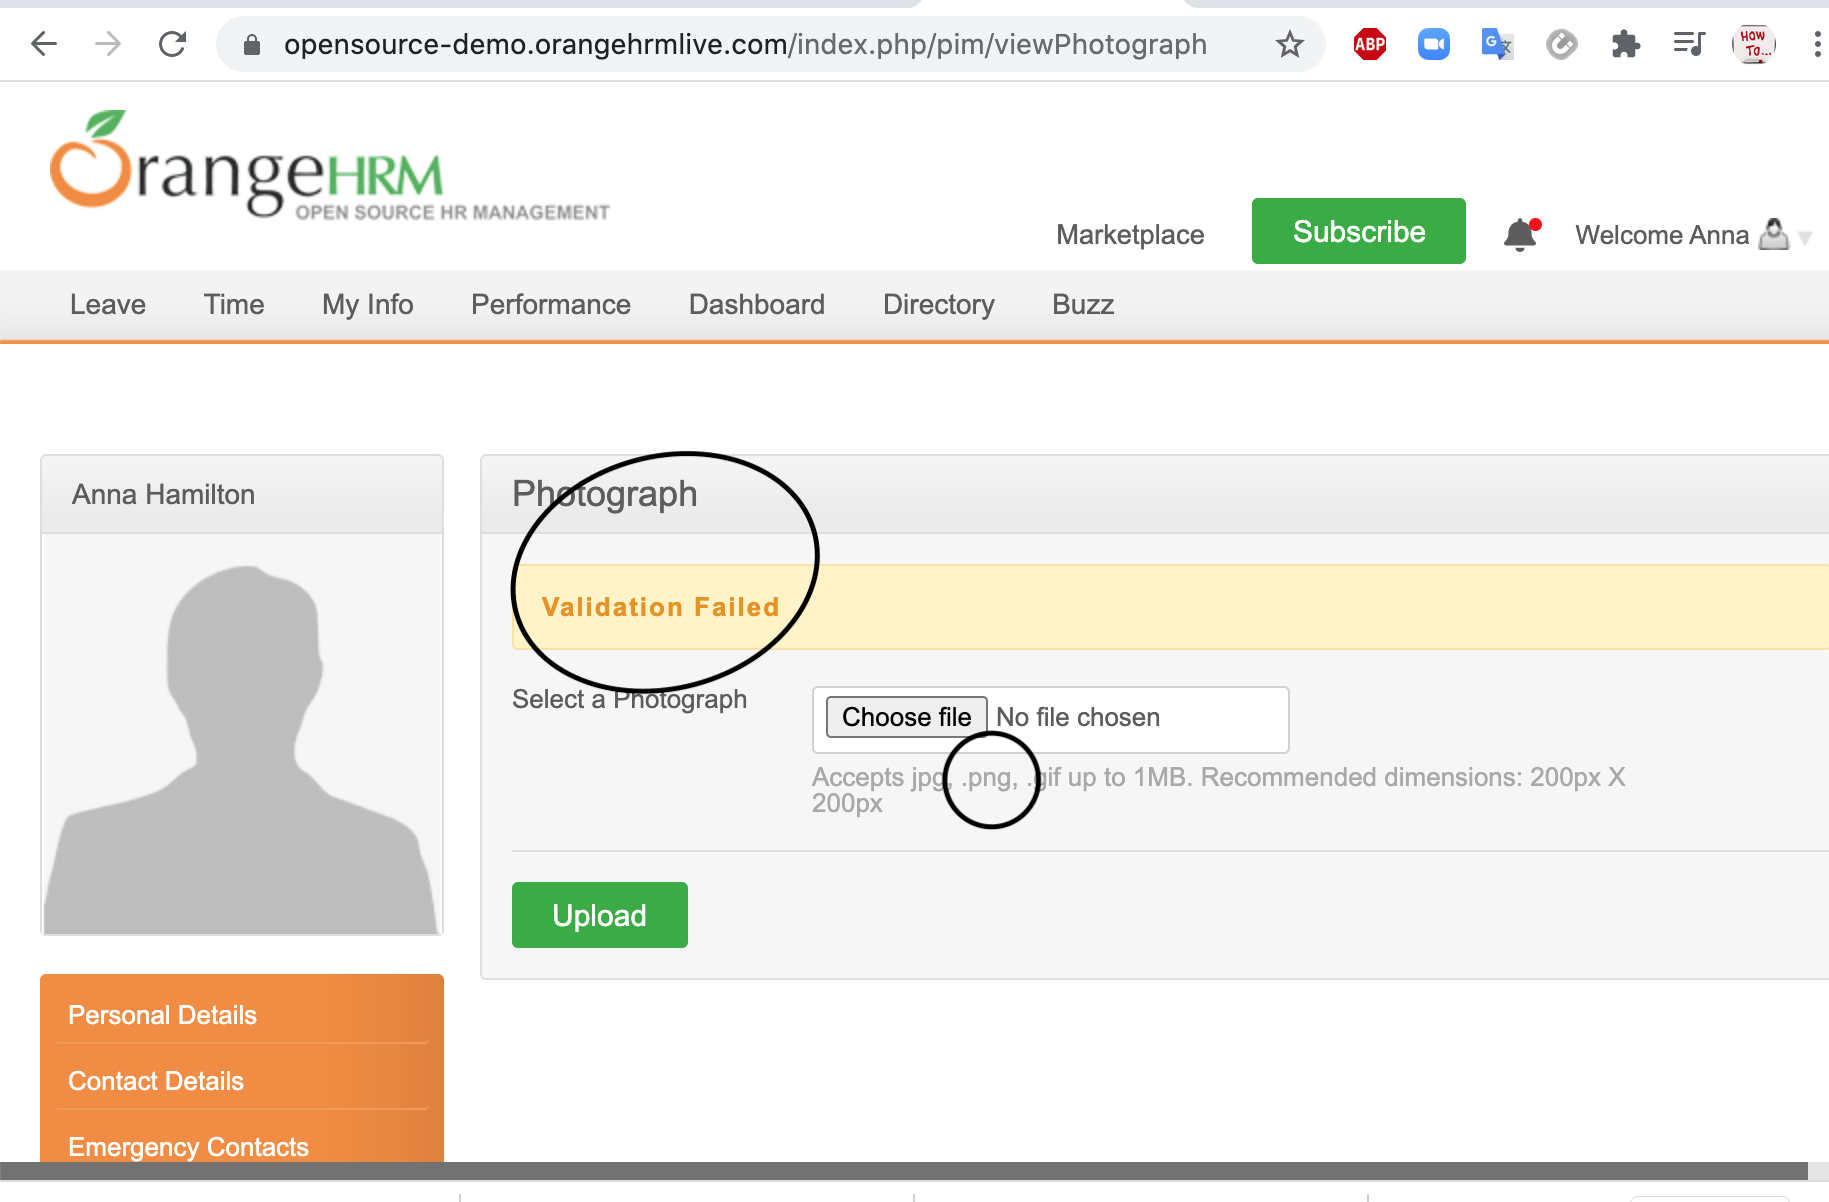 opensource-demo.orangehrmlive.com/index.php/pim/viewPhotograph
ABP
G
HOW
TO...
OrangeHRM
OPEN SOURCE HR MANAGEMENT
Marketplace
Subscribe
Welcome Anna
Leave Time My Info Performance Dashboard Directory Buzz
Anna Hamilton
Photograph
Validation Failed
Select a Photograph
Choose file No file chosen
Accepts jpg, .png, .gif up to 1MB. Recommended dimensions: 200px X
200px
Upload
Personal Details
Contact Details
Emergency Contacts